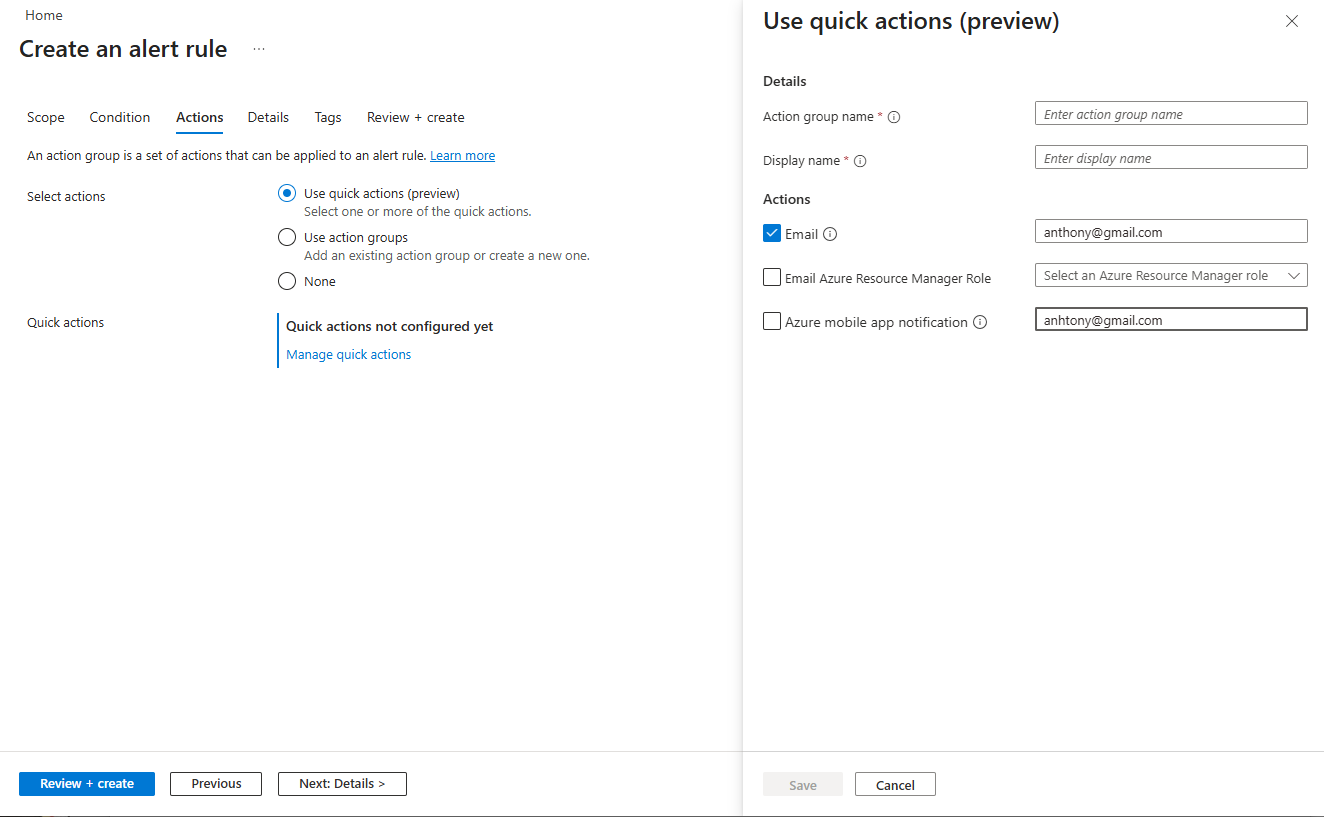 Home
Create an alert rule ...
Scope Condition Actions Details Tags Review + create
An action group is a set of actions that can be applied to an alert rule. Learn more
Select actions
Use quick actions (preview)
Select one or more of the quick actions.
Use action groups
Add an existing action group or create a new one.
None
Quick actions
Quick actions not configured yet
Manage quick actions
Review + create Previous Next: Details >
Use quick actions (preview)
Details
Action group name * Enter action group name
Display name * Enter display name
Actions
Email anthony@gmail.com
Email Azure Resource Manager Role Select an Azure Resource Manager role
Azure mobile app notification anhtony@gmail.com
Save Cancel